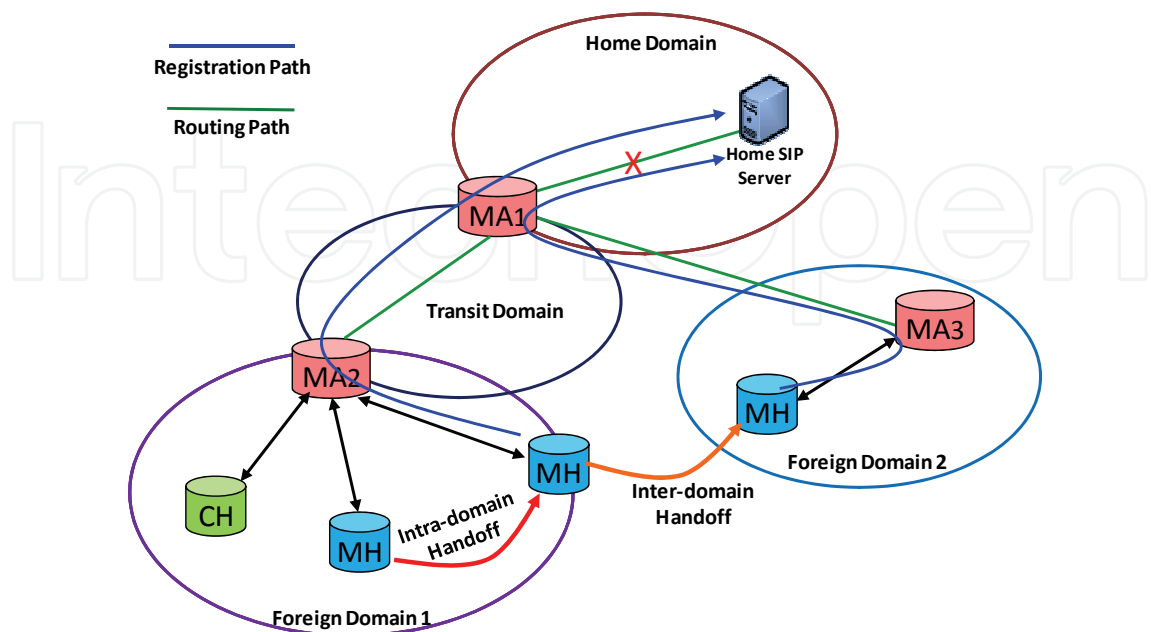 Home Domain
Registration Path
Routing Path
X
Home SIP
Server
MA1
Transit Domain
MA3
MA2
MH
MH
Foreign Domain 2
Inter-domain
Handoff
CH
MH
Intra-domain
Handoff
Foreign Domain 1
IntechOpen